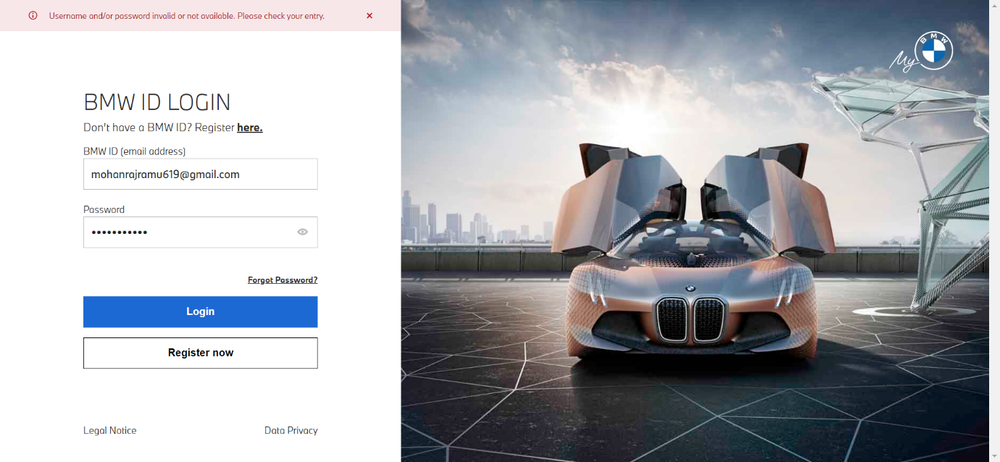 Username and/or password invalid or not available. Please check your entry.
BMW ID LOGIN
Don't have a BMW ID? Register here.
BMW ID (email address)
mohanrajramu619@gmail.com
Password
Forgot Password?
Login
Register now
Legal Notice
Data Privacy
My BMW